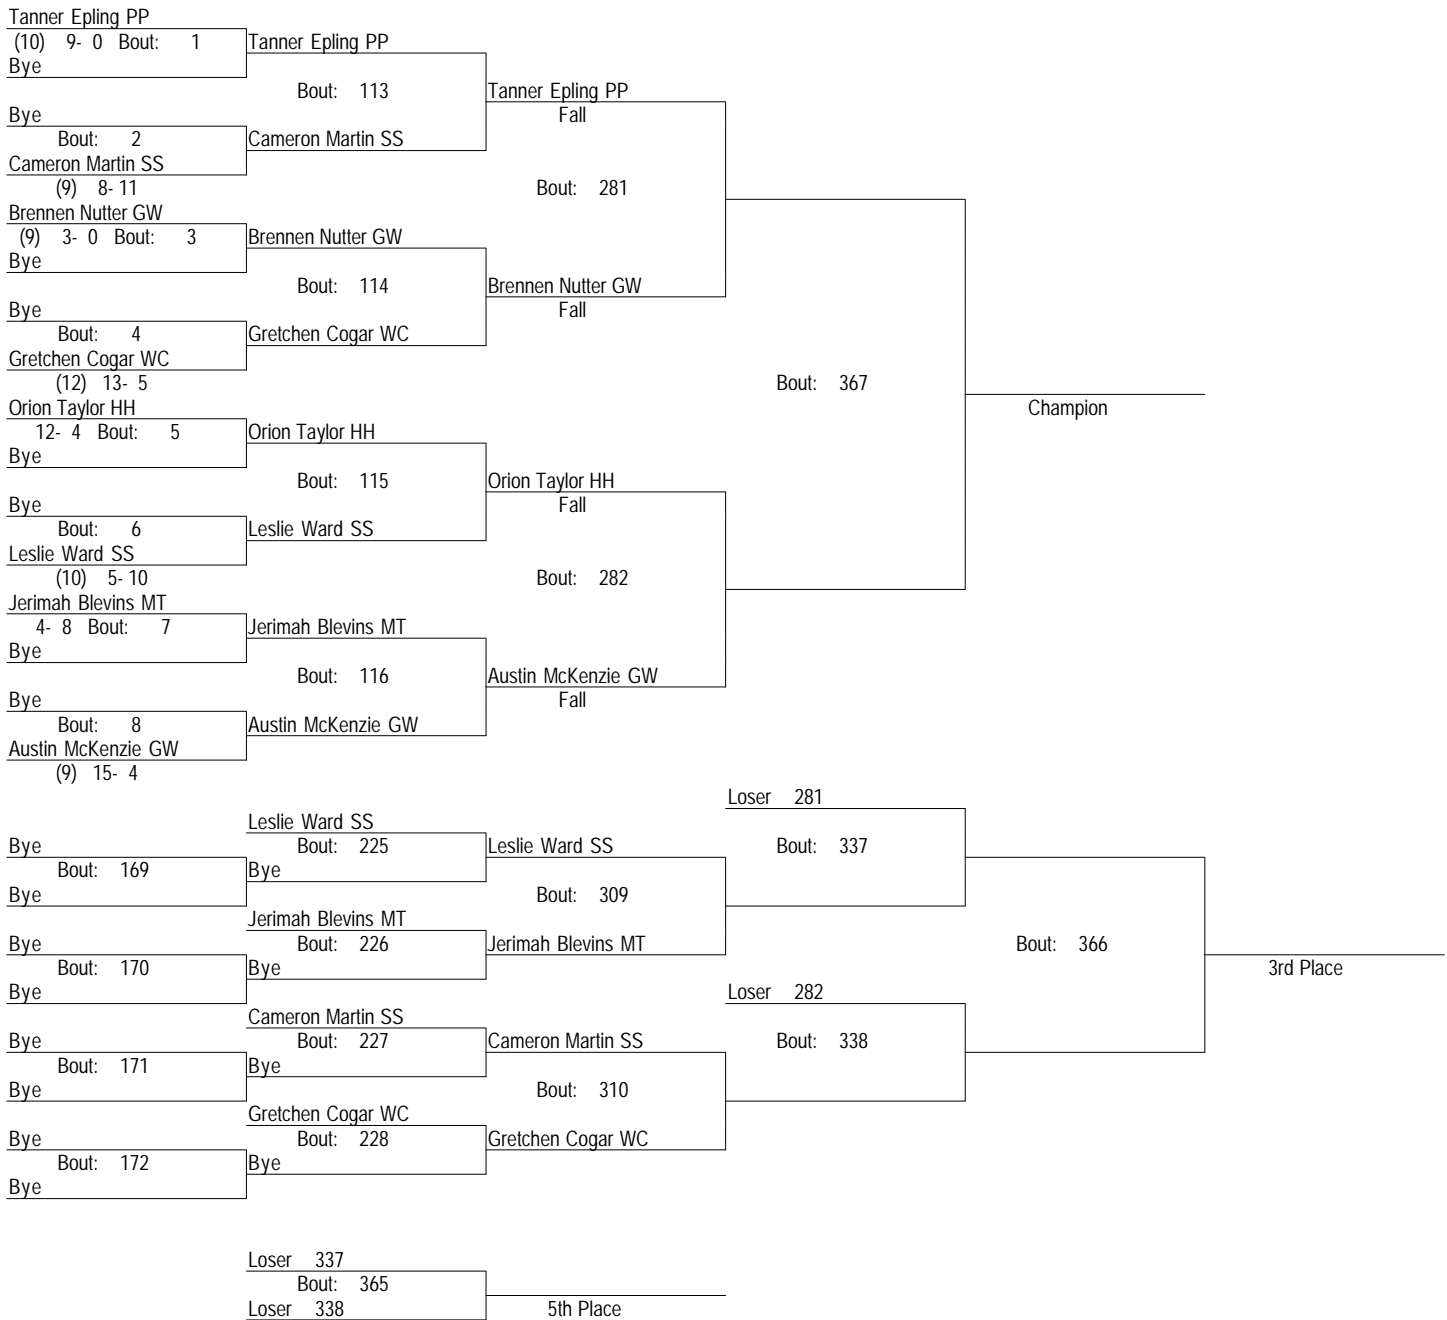 Tanner Epling PP
(10) 9- 0 Bout: 1 Tanner Epling PP
Bye
Bout: 113 Tanner Epling PP
Bye Fall
Bout: 2 Cameron Martin SS
Cameron Martin SS
(9) 8- 11 Bout: 281
Brennen Nutter GW
(9) 3- 0 Bout: 3 Brennen Nutter GW
Bye
Bout: 114 Brennen Nutter GW
Bye Fall
Bout: 4 Gretchen Cogar WC
Gretchen Cogar WC
(12) 13- 5 Bout: 367
Orion Taylor HH Champion
12- 4 Bout: 5 Orion Taylor HH
Bye
Bout: 115 Orion Taylor HH
Bye Fall
Bout: 6 Leslie Ward SS
Leslie Ward SS
(10) 5- 10 Bout: 282
Jerimah Blevins MT
4- 8 Bout: 7 Jerimah Blevins MT
Bye
Bout: 116 Austin McKenzie GW
Bye Fall
Bout: 8 Austin McKenzie GW
Austin McKenzie GW
(9) 15- 4
Loser 281
Leslie Ward SS
Bye Bout: 225 Leslie Ward SS Bout: 337
Bout: 169 Bye
Bye Bout: 309
Jerimah Blevins MT
Bye Bout: 226 Jerimah Blevins MT Bout: 366
Bout: 170 Bye 3rd Place
Bye Loser 282
Cameron Martin SS
Bye Bout: 227 Cameron Martin SS Bout: 338
Bout: 171 Bye
Bye Bout: 310
Gretchen Cogar WC
Bye Bout: 228 Gretchen Cogar WC
Bout: 172 Bye
Bye
Loser 337
Bout: 365
Loser 338 5th Place